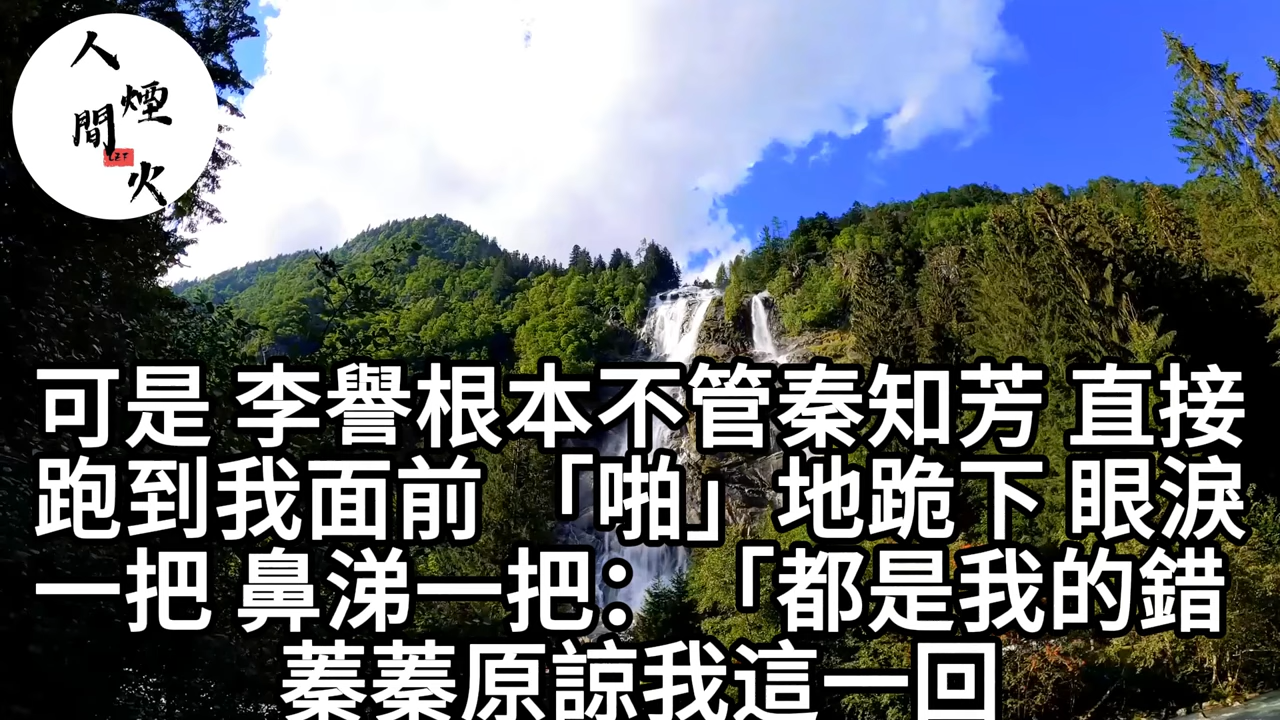 人間煙火
可是 李譽根本不管秦知芳 直接
跑到我面前 「啪」地跪下 眼淚
一把 鼻涕一把：「都是我的錯
蓁蓁原諒我這一回